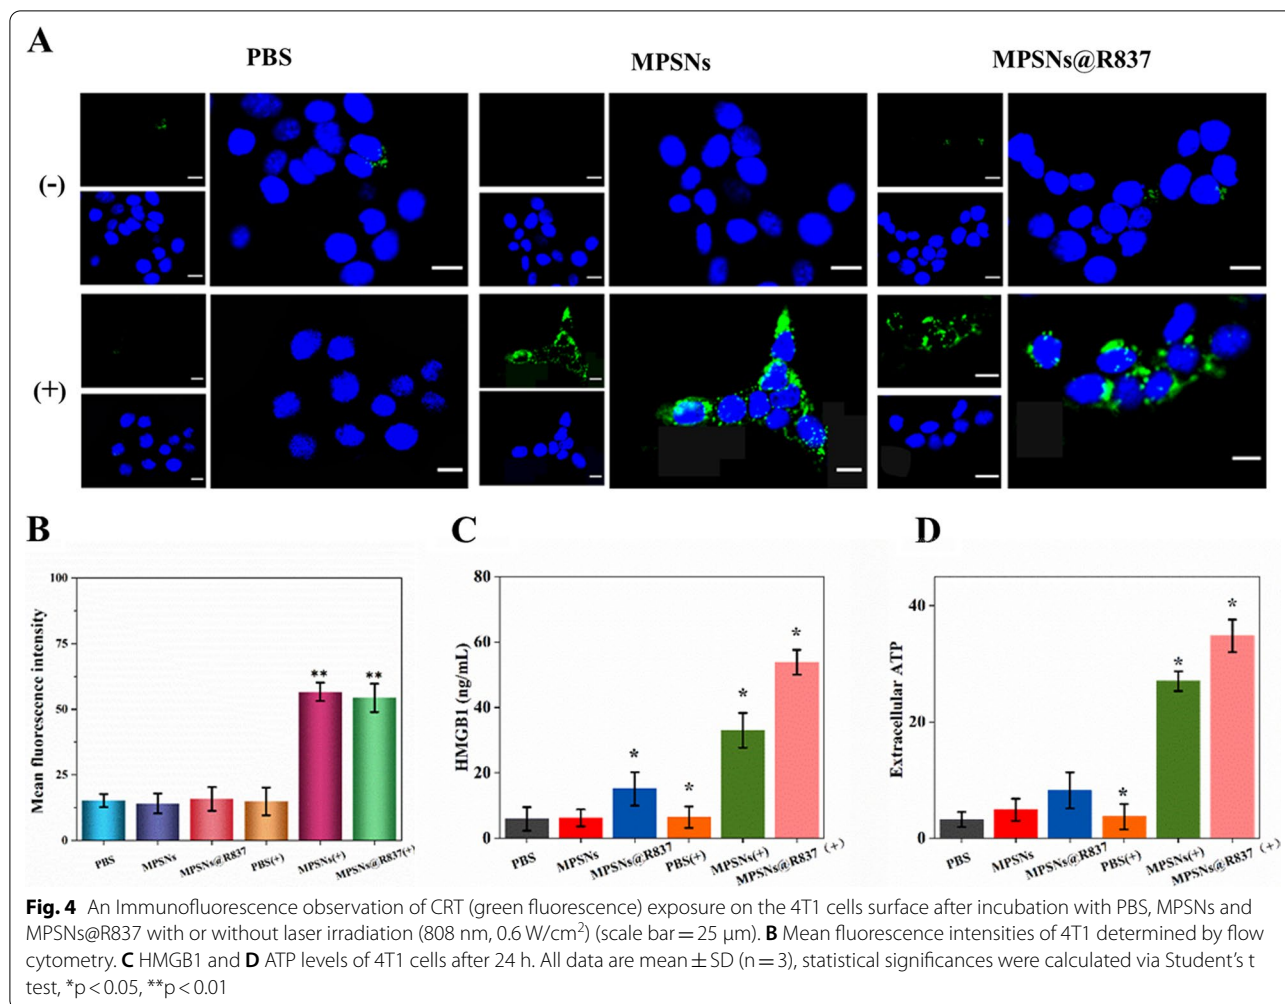 A
PBS
MPSNs
MPSNs@R837
(-)
(+)
B
Mean fluorescence intensity
100
75
50
25
0
**
**
PBS
MPSNs
MPSNs@R837
PBS(+)
MPSNs(+)
MPSNs@R837(+)
C
HMGB1 (ng/mL)
80
60
40
20
0
*
*
*
*
PBS
MPSNs
MPSNs@R837
PBS(+)
MPSNs(+)
MPSNs@R837 (+)
D
Extracellular ATP
40
20
0
*
*
*
PBS
MPSNs
MPSNs@R837
PBS(+)
MPSNs(+)
MPSNs@R837 (+)
Fig. 4 An Immunofluorescence observation of CRT (green fluorescence) exposure on the 4T1 cells surface after incubation with PBS, MPSNs and
MPSNs@R837 with or without laser irradiation (808 nm, 0.6 W/cm²) (scale bar = 25 μm). B Mean fluorescence intensities of 4T1 determined by flow
cytometry. C HMGB1 and D ATP levels of 4T1 cells after 24 h. All data are mean ± SD (n = 3), statistical significances were calculated via Student's t
test, *p < 0.05, **p < 0.01